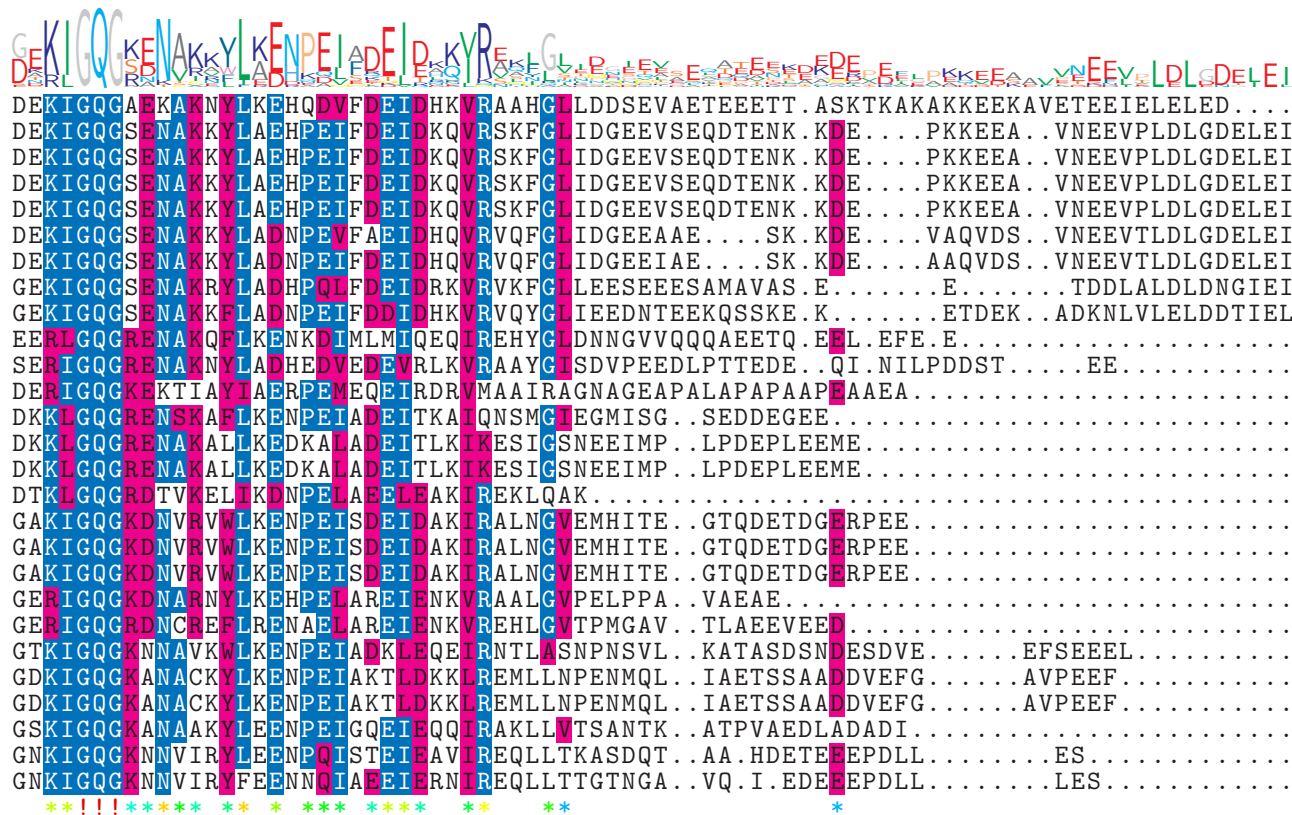 DEKIGQGAEKAKNYLKEHQDVFDEIDHKVRAAHGLLDDSEVAETEEETT.ASKTKAKAKKEEKAVETEEIELELED....
DEKIGQGSENAKKYLAEHPEIFDEIDKQVRSKFGLIDGEEVSEQDTENK.KDE....PKKEEA..VNEEVPLDLGDELEI
DEKIGQGSENAKKYLAEHPEIFDEIDKQVRSKFGLIDGEEVSEQDTENK.KDE....PKKEEA..VNEEVPLDLGDELEI
DEKIGQGSENAKKYLAEHPEIFDEIDKQVRSKFGLIDGEEVSEQDTENK.KDE....PKKEEA..VNEEVPLDLGDELEI
DEKIGQGSENAKKYLAEHPEIFDEIDKQVRSKFGLIDGEEVSEQDTENK.KDE....PKKEEA..VNEEVPLDLGDELEI
DEKIGQGSENAKKYLADNPEVFAEIDHQVRVQFGLIDGEEAAE....SK.KDE....VAQVDS..VNEEVTLDLGDELEI
DEKIGQGSENAKKYLADNPEIFDEIDHQVRVQFGLIDGEEIAE....SK.KDE....AAQVDS..VNEEVTLDLGDELEI
GEKIGQGSENAKRYLADHPQLFDEIDRKVRVKFGLLEESEEESAMAVAS.E.......E.......TDDLALDLDNGIEI
GEKIGQGSENAKKFLADNPEIFDDIDHKVRVQYGLIEEDNTEEKQSSKE.K.......ETDEK..ADKNLVLELDDTIEL
EERLGQGRENAKQFLKENKDIMLMIQEQIREHYGLDNNGVVQQQAEETQ.EEL.EFE.E.....................
SERIGQGRENAKNYLADHEDVEDEVRLKVRAAYGISDVPEEDLPTTEDE..QI.NILPDDST.....EE...........
DERIGQGKEKTIAYIAERPEMEQEIRDRVMAAIRAGNAGEAPALAPAPAAPEAAEA........................
DKKLGQGRENSKAFLKENPEIADEITKAIQNSMGIEGMISG..SEDDEGEE.............................
DKKLGQGRENAKALLKEDKALADEITLKIKESIGSNEEIMP..LPDEPLEEME...........................
DKKLGQGRENAKALLKEDKALADEITLKIKESIGSNEEIMP..LPDEPLEEME...........................
DTKLGQGRDTVKELIKDNPELAEELEAKIREKLQAK............................................
GAKIGQGKDNVRVWLKENPEISDEIDAKIRALNGVEMHITE..GTQDETDGERPEE........................
GAKIGQGKDNVRVWLKENPEISDEIDAKIRALNGVEMHITE..GTQDETDGERPEE........................
GAKIGQGKDNVRVWLKENPEISDEIDAKIRALNGVEMHITE..GTQDETDGERPEE........................
GERIGQGKDNARNYLKEHPELAREIENKVRAALGVPELPPA..VAEAE................................
GERIGQGRDNCREFLRENAELAREIENKVREHLGVTPMGAV..TLAEEVEED............................
GTKIGQGKNNAVKWLKENPEIADKLEQEIRNTLASNPNSVL..KATASDSNDESDVE......EFSEEEL..........
GDKIGQGKANACKYLKENPEIAKTLDKKLREMLLNPENMQL..IAETSSAADDVEFG......AVPEEF...........
GDKIGQGKANACKYLKENPEIAKTLDKKLREMLLNPENMQL..IAETSSAADDVEFG......AVPEEF...........
GSKIGQGKANAAKYLEENPEIGQEIEQQIRAKLLVTSANTK..ATPVAEDLADADI........................
GNKIGQGKNNVIRYLEENPQISTEIEAVIREQLLTKASDQT..AA.HDETEEEPDLL........ES.............
GNKIGQGKNNVIRYFEENNQIAEEIERNIREQLLTTGTNGA..VQ.I.EDEEEPDLL........LES............
**!!!***** ** * *** **** ** ** *